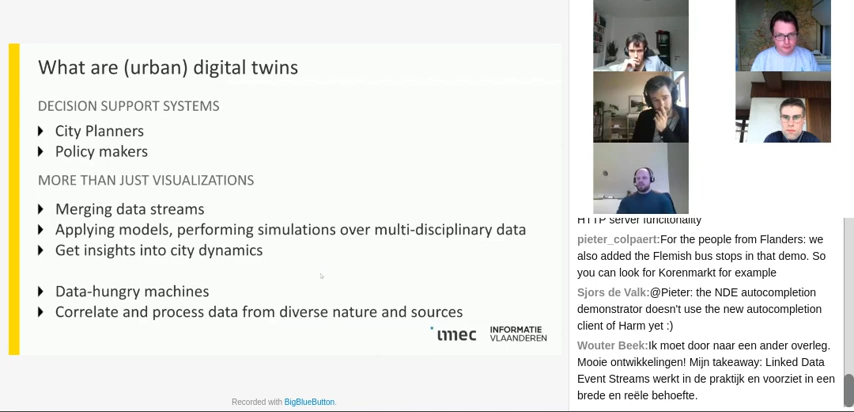 What are (urban) digital twins
DECISION SUPPORT SYSTEMS
City Planners
Policy makers
MORE THAN JUST VISUALIZATIONS
Merging data streams
Applying models, performing simulations over multi-disciplinary data
Get insights into city dynamics
Data-hungry machines
Correlate and process data from diverse nature and sources
imec
INFORMATIE
VLAANDEREN
Recorded with BigBlueButton.
HTTP server funcitonality
pieter_colpaert:For the people from Flanders: we
also added the Flemish bus stops in that demo. So
you can look for Korenmarkt for example
Sjors de Valk:@Pieter: the NDE autocompletion
demonstrator doesn't use the new autocompletion
client of Harm yet :)
Wouter Beek:Ik moet door naar een ander overleg.
Mooie ontwikkelingen! Mijn takeaway: Linked Data
Event Streams werkt in de praktijk en voorziet in een
brede en reële behoefte.